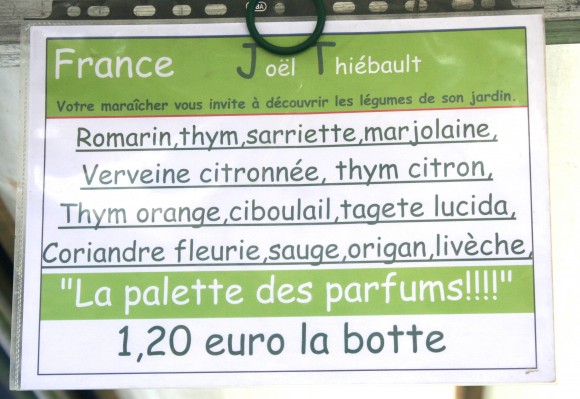 France Joël Thiébault
Votre maraîcher vous invite à découvrir les légumes de son jardin.
Romarin,thym,sarriette,marjolaine,
Verveine citronnée, thym citron,
Thym orange,ciboulail,tagete lucida,
Coriandre fleurie,sauge,origan,livèche,
"La palette des parfums!!!!"
1,20 euro la botte